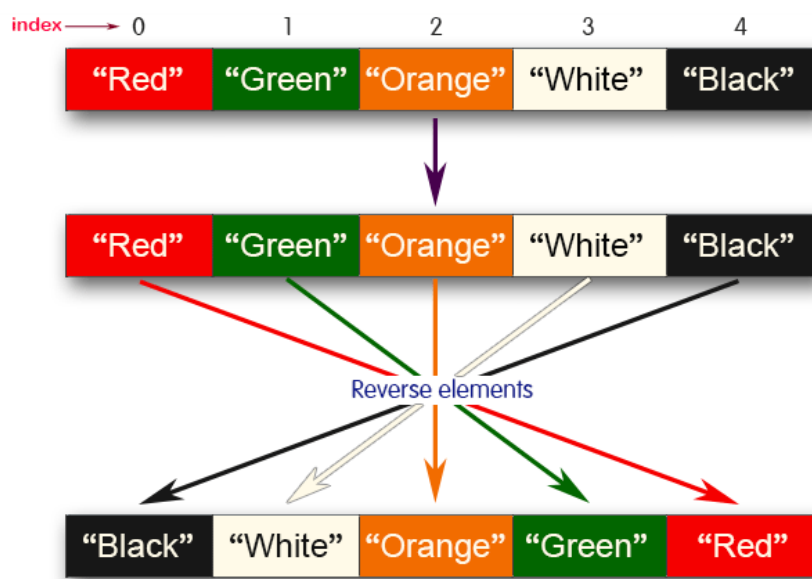 index 0 1 2 3 4
“Red” “Green” “Orange” “White” “Black”
“Red” “Green” “Orange” “White” “Black”
Reverse elements
“Black” “White” “Orange” “Green” “Red”